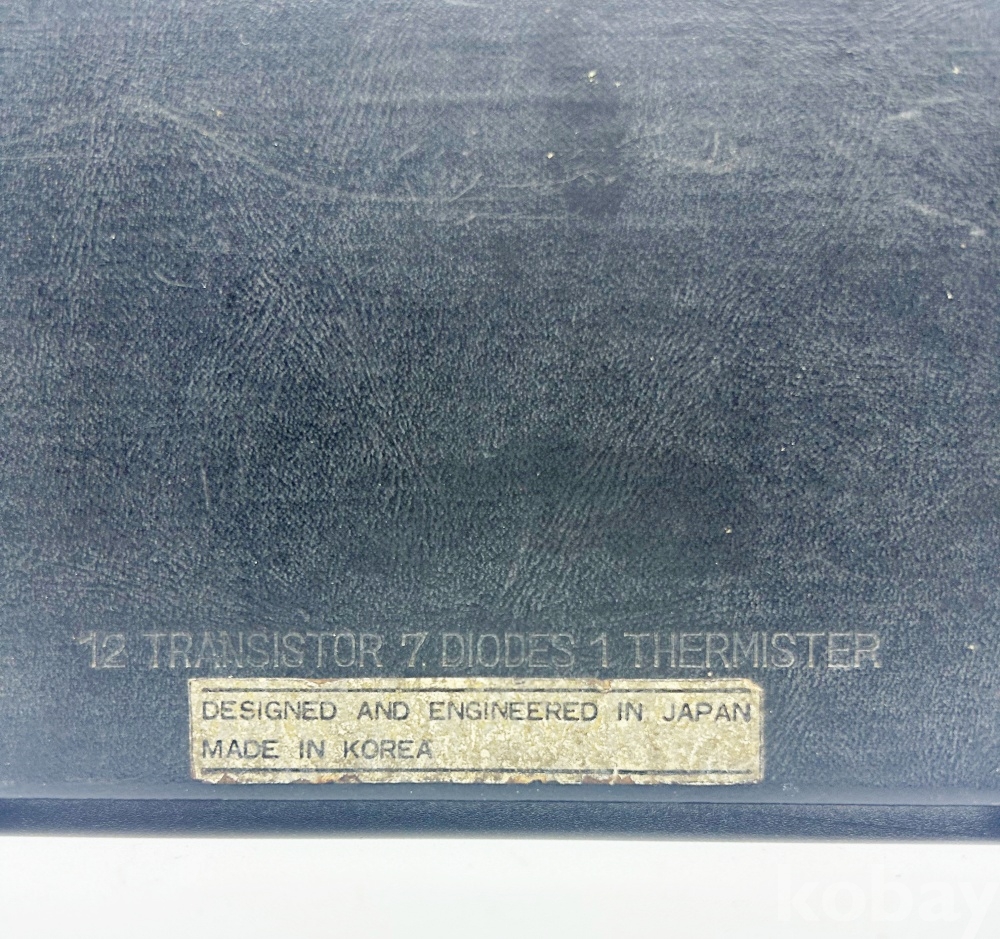 12 TRANSISTOR 7 DIODES 1 THERMISTER
DESIGNED AND ENGINEERED IN JAPAN
MADE IN KOREA
kobay